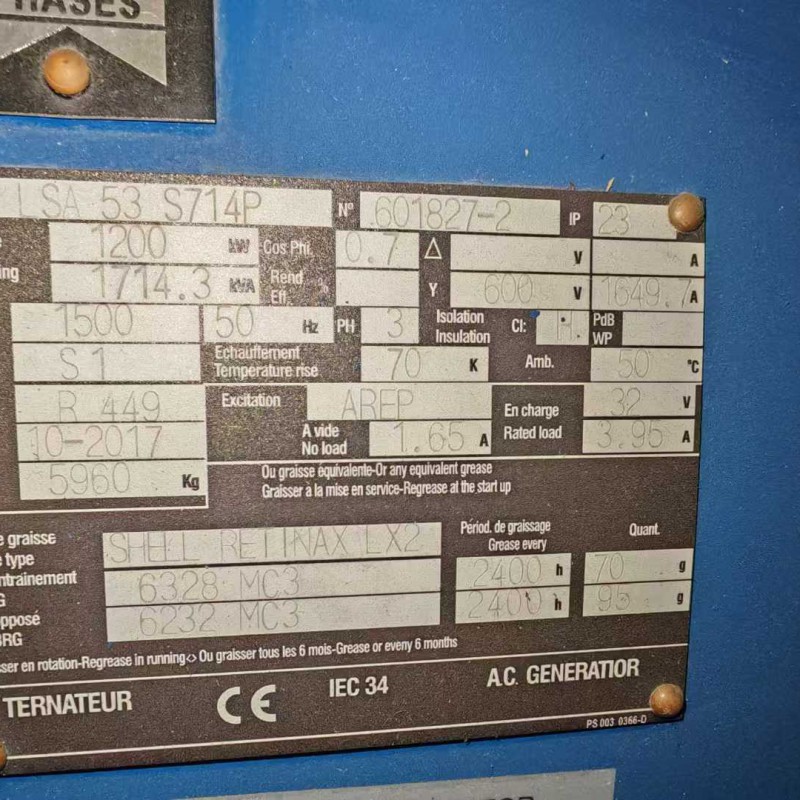 HASES
LSA 53 S714P Nº 601827-2 IP 23
1200 kW Cos Phi. 0.7 Δ V A
ing 1714.3 kVA Rend Eff. % Y 600 V 1649.7 A
1500 50 Hz PH 3 Isolation Insulation Cl: H. PdB WP
S1 Echauffement Temperature rise 70 K Amb. 50 °C
R 449 Excitation AREP En charge Rated load 32 V
10-2017 A vide No load 1.65 A 3.95 A
5960 Kg Ou graisse équivalente-Or any equivalent grease
Graisser à la mise en service-Regrease at the start up
e graisse Périod. de graissage Quant.
e type SHELL RETINAX LX2 Grease every
ntrainement 6328 MC3 2400 h 70 g
G
pposé 6232 MC3 2400 h 95 g
BRG
sser en rotation-Regrease in running<> Ou graisser tous les 6 mois-Grease or eveny 6 months
TERNATEUR CE IEC 34 A.C. GENERATIOR
PS 003 0366-D